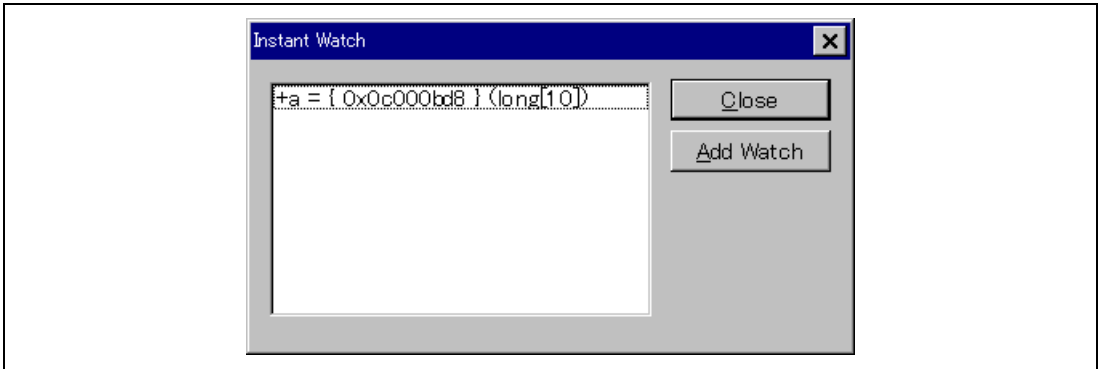 Instant Watch
+a = { 0x0c000bd8 } (long[10])
Close
Add Watch